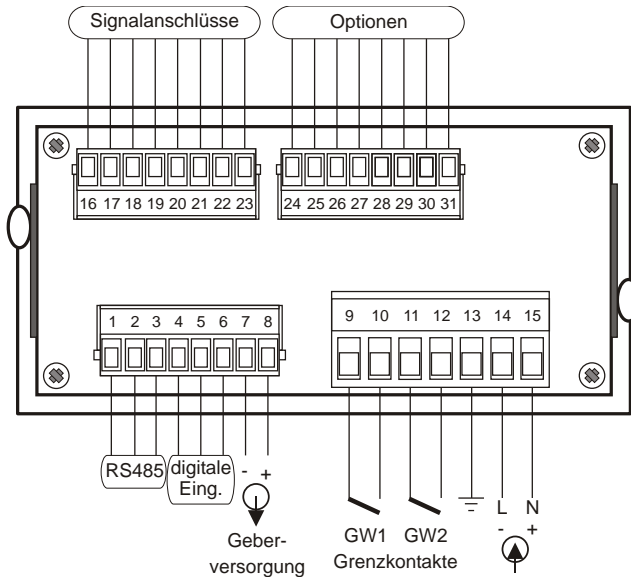 Signalanschlüsse Optionen
16 17 18 19 20 21 22 23 24 25 26 27 28 29 30 31
1 2 3 4 5 6 7 8 9 10 11 12 13 14 15
RS485
digitale
Eing.
- +
Geber-
versorgung
GW1 GW2
Grenzkontakte
L N
- +